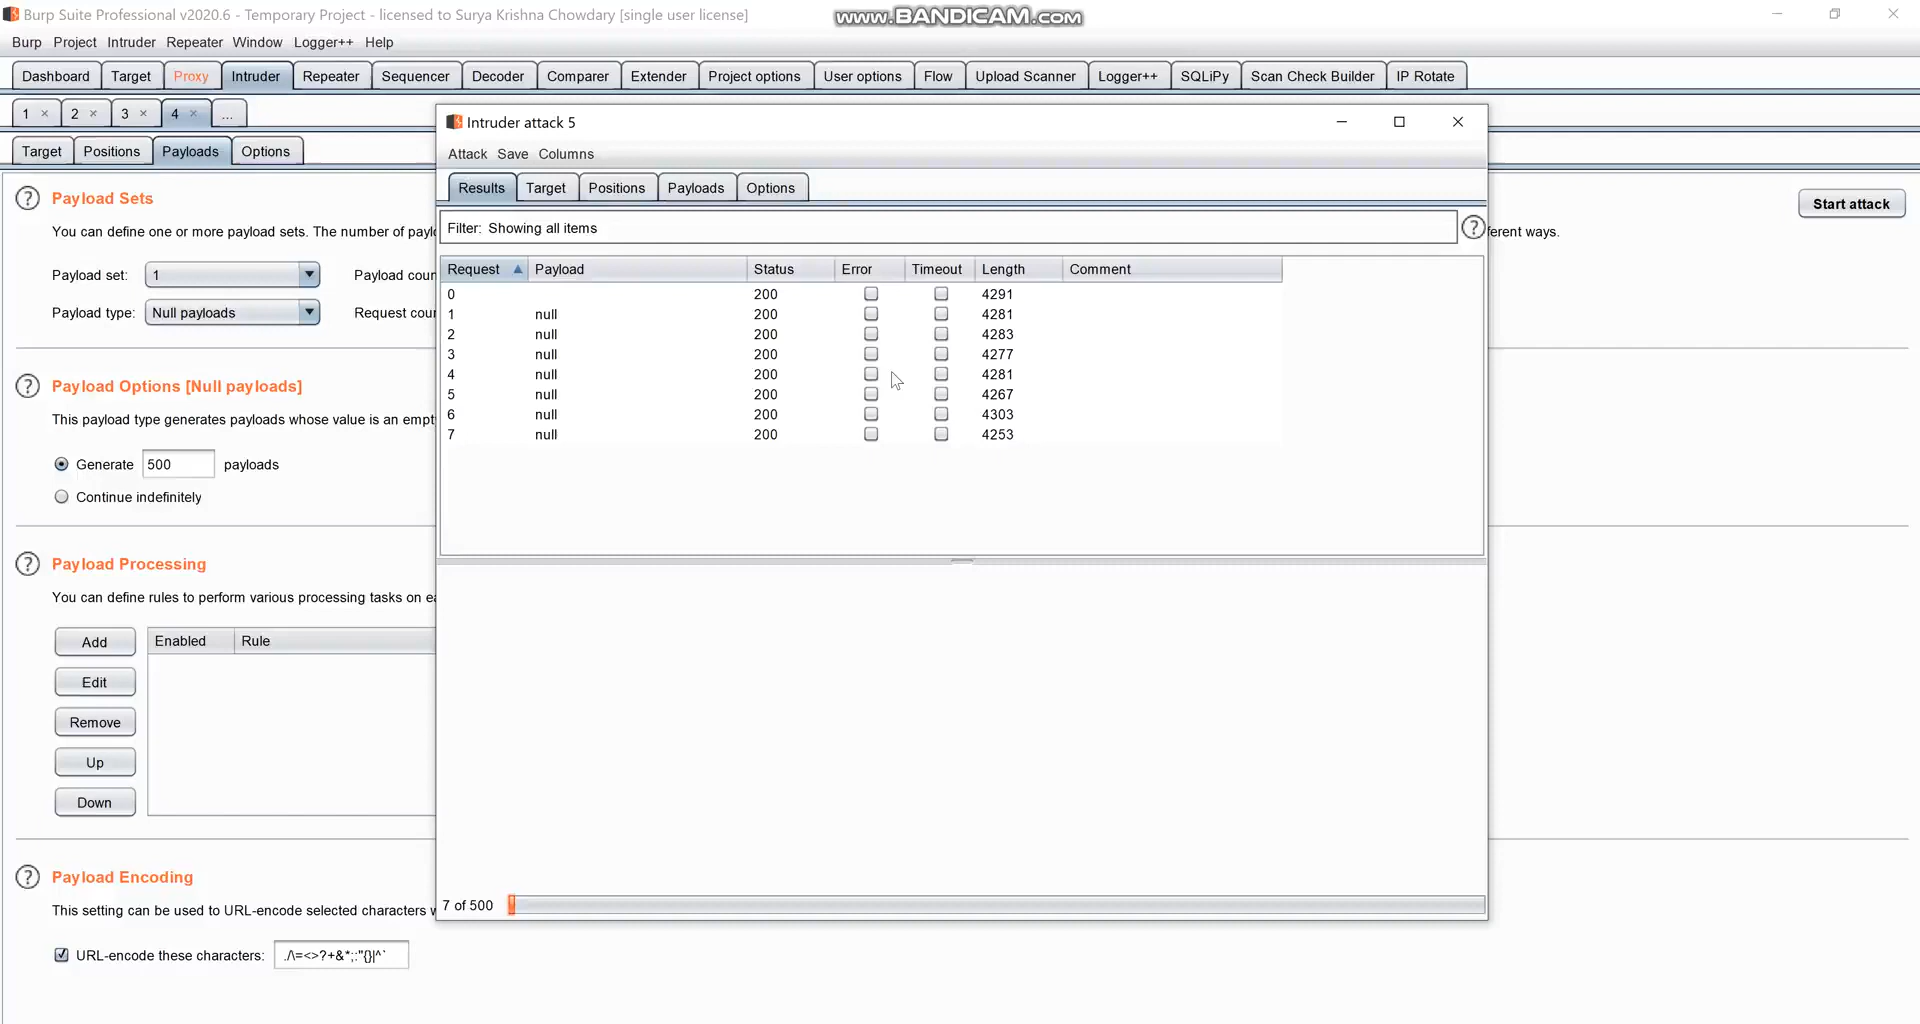 Burp Suite Professional v2020.6 - Temporary Project - licensed to Surya Krishna Chowdary [single user license]
www.BANDICAM.com
Burp Project Intruder Repeater Window Logger++ Help
Dashboard Target Proxy Intruder Repeater Sequencer Decoder Comparer Extender Project options User options Flow Upload Scanner Logger++ SQLiPy Scan Check Builder IP Rotate
1 × 2 × 3 × 4 × ...
Target Positions Payloads Options
Payload Sets
Start attack
You can define one or more payload sets. The number of
ferent ways.
Payload set: 1
Payload type: Null payloads
Payload Options [Null payloads]
This payload type generates payloads whose value is an
Generate 500 payloads
Continue indefinitely
Payload Processing
You can define rules to perform various processing tasks on
Add
Edit
Remove
Up
Down
Enabled Rule
Payload Encoding
This setting can be used to URL-encode selected characters
URL-encode these characters: ./\=<>?+&*;:"{}|^`
Intruder attack 5
Attack Save Columns
Results Target Positions Payloads Options
Filter: Showing all items
Request Payload Status Error Timeout Length Comment
0 200 4291
1 null 200 4281
2 null 200 4283
3 null 200 4277
4 null 200 4281
5 null 200 4267
6 null 200 4303
7 null 200 4253
7 of 500